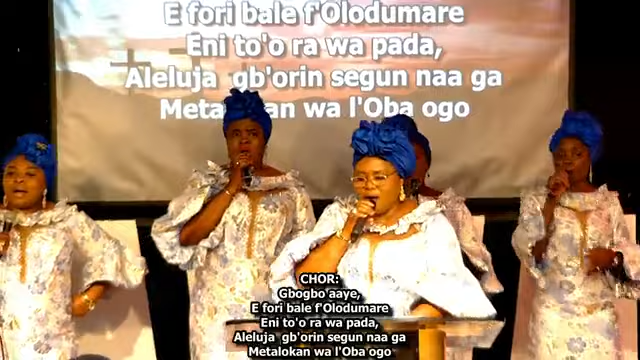 E fori bale f'Olodumare
Eni to'o ra wa pada,
Aleluja gb'orin segun naa ga
Metalokan wa l'Oba ogo
CHOR:
Gbogbo'aaye,
E fori bale f'Olodumare
Eni to'o ra wa pada,
Aleluja gb'orin segun naa ga
Metalokan wa l'Oba ogo